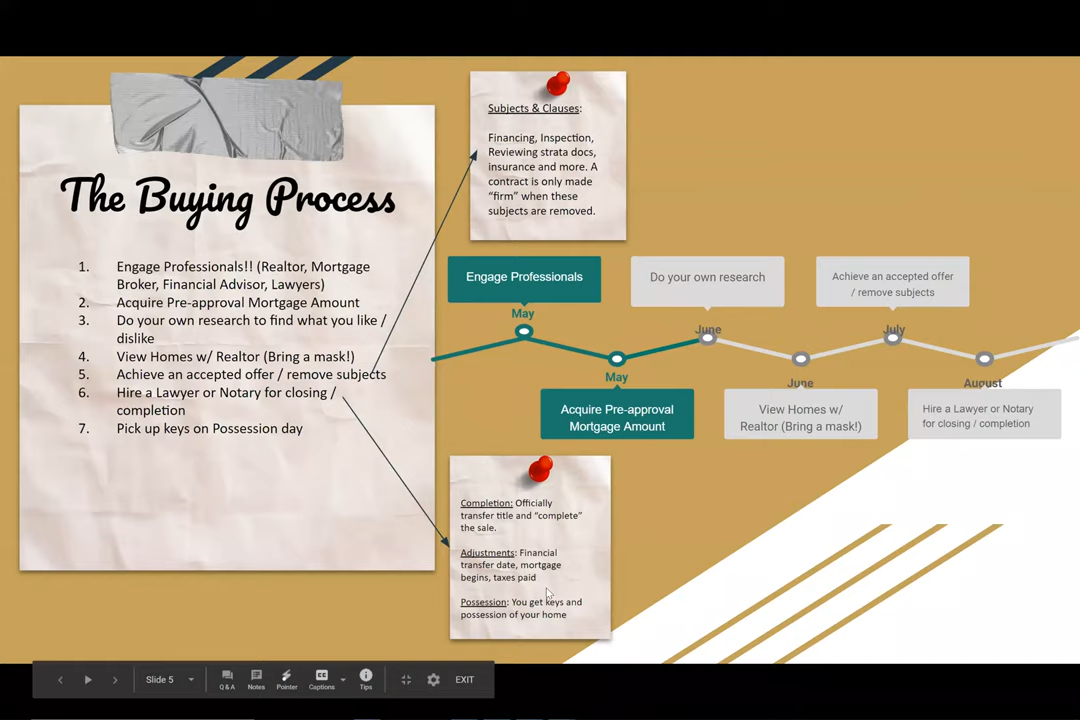 The Buying Process
1. Engage Professionals!! (Realtor, Mortgage
Broker, Financial Advisor, Lawyers)
2. Acquire Pre-approval Mortgage Amount
3. Do your own research to find what you like /
dislike
4. View Homes w/ Realtor (Bring a mask!)
5. Achieve an accepted offer / remove subjects
6. Hire a Lawyer or Notary for closing /
completion
7. Pick up keys on Possession day
Subjects & Clauses:
Financing, Inspection,
Reviewing strata docs,
insurance and more. A
contract is only made
“firm” when these
subjects are removed.
Engage Professionals
May
May
Acquire Pre-approval
Mortgage Amount
Do your own research
June
June
View Homes w/
Realtor (Bring a mask!)
Achieve an accepted offer
/ remove subjects
July
August
Hire a Lawyer or Notary
for closing / completion
Completion: Officially
transfer title and “complete”
the sale.
Adjustments: Financial
transfer date, mortgage
begins, taxes paid
Possession: You get keys and
possession of your home
Slide 5
Q & A
Notes
Pointer
CC
Captions
Tips
EXIT